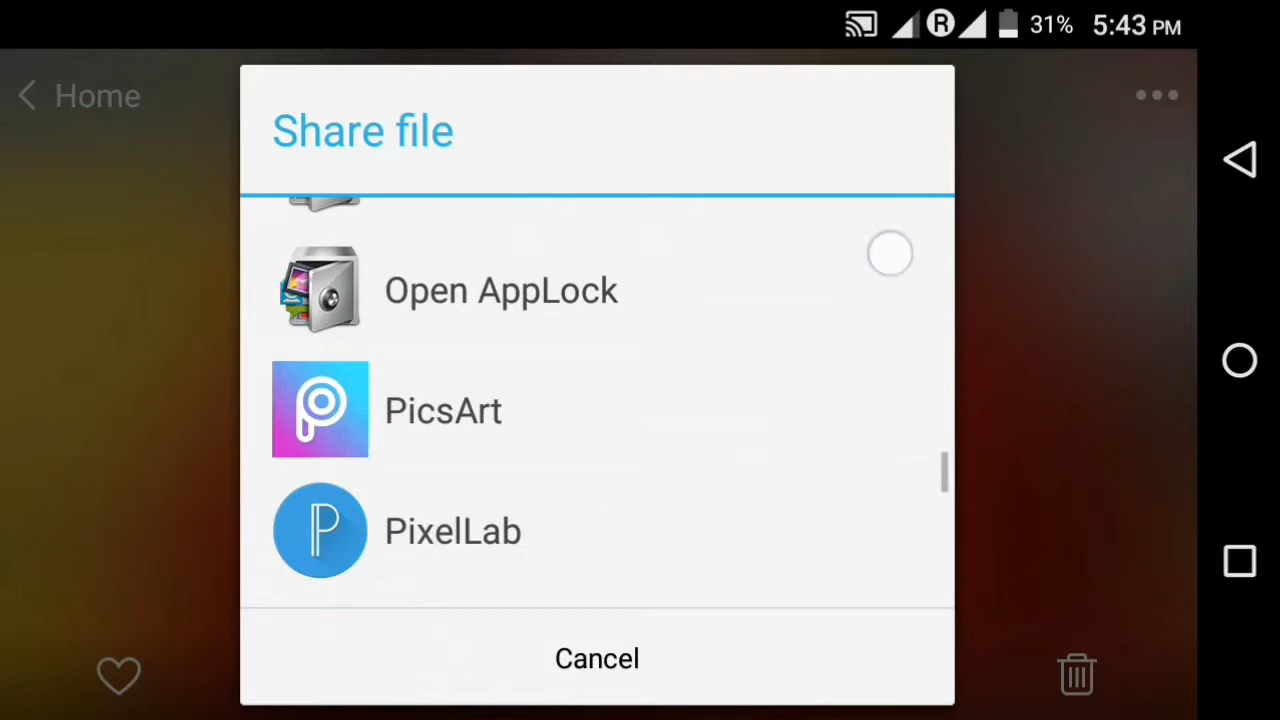 R 31% 5:43 PM
Home
Share file
Open AppLock
PicsArt
PixelLab
Cancel